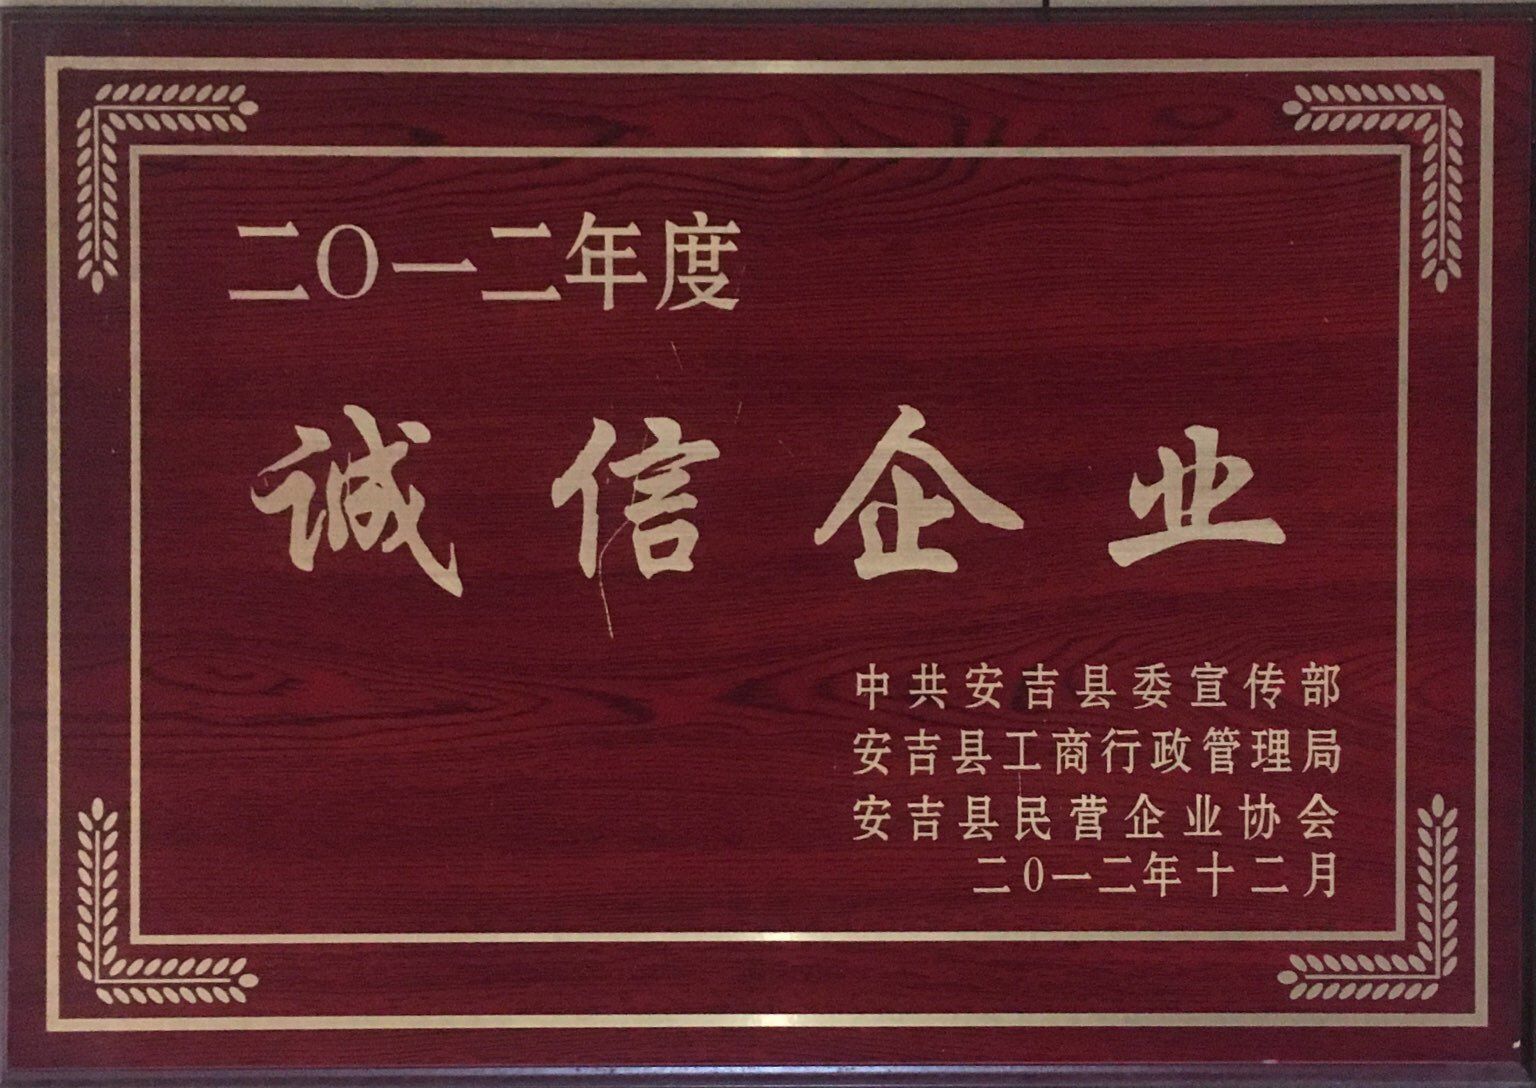 二〇一二年度
诚信企业
中共安吉县委宣传部
安吉县工商行政管理局
安吉县民营企业协会
二〇一二年十二月